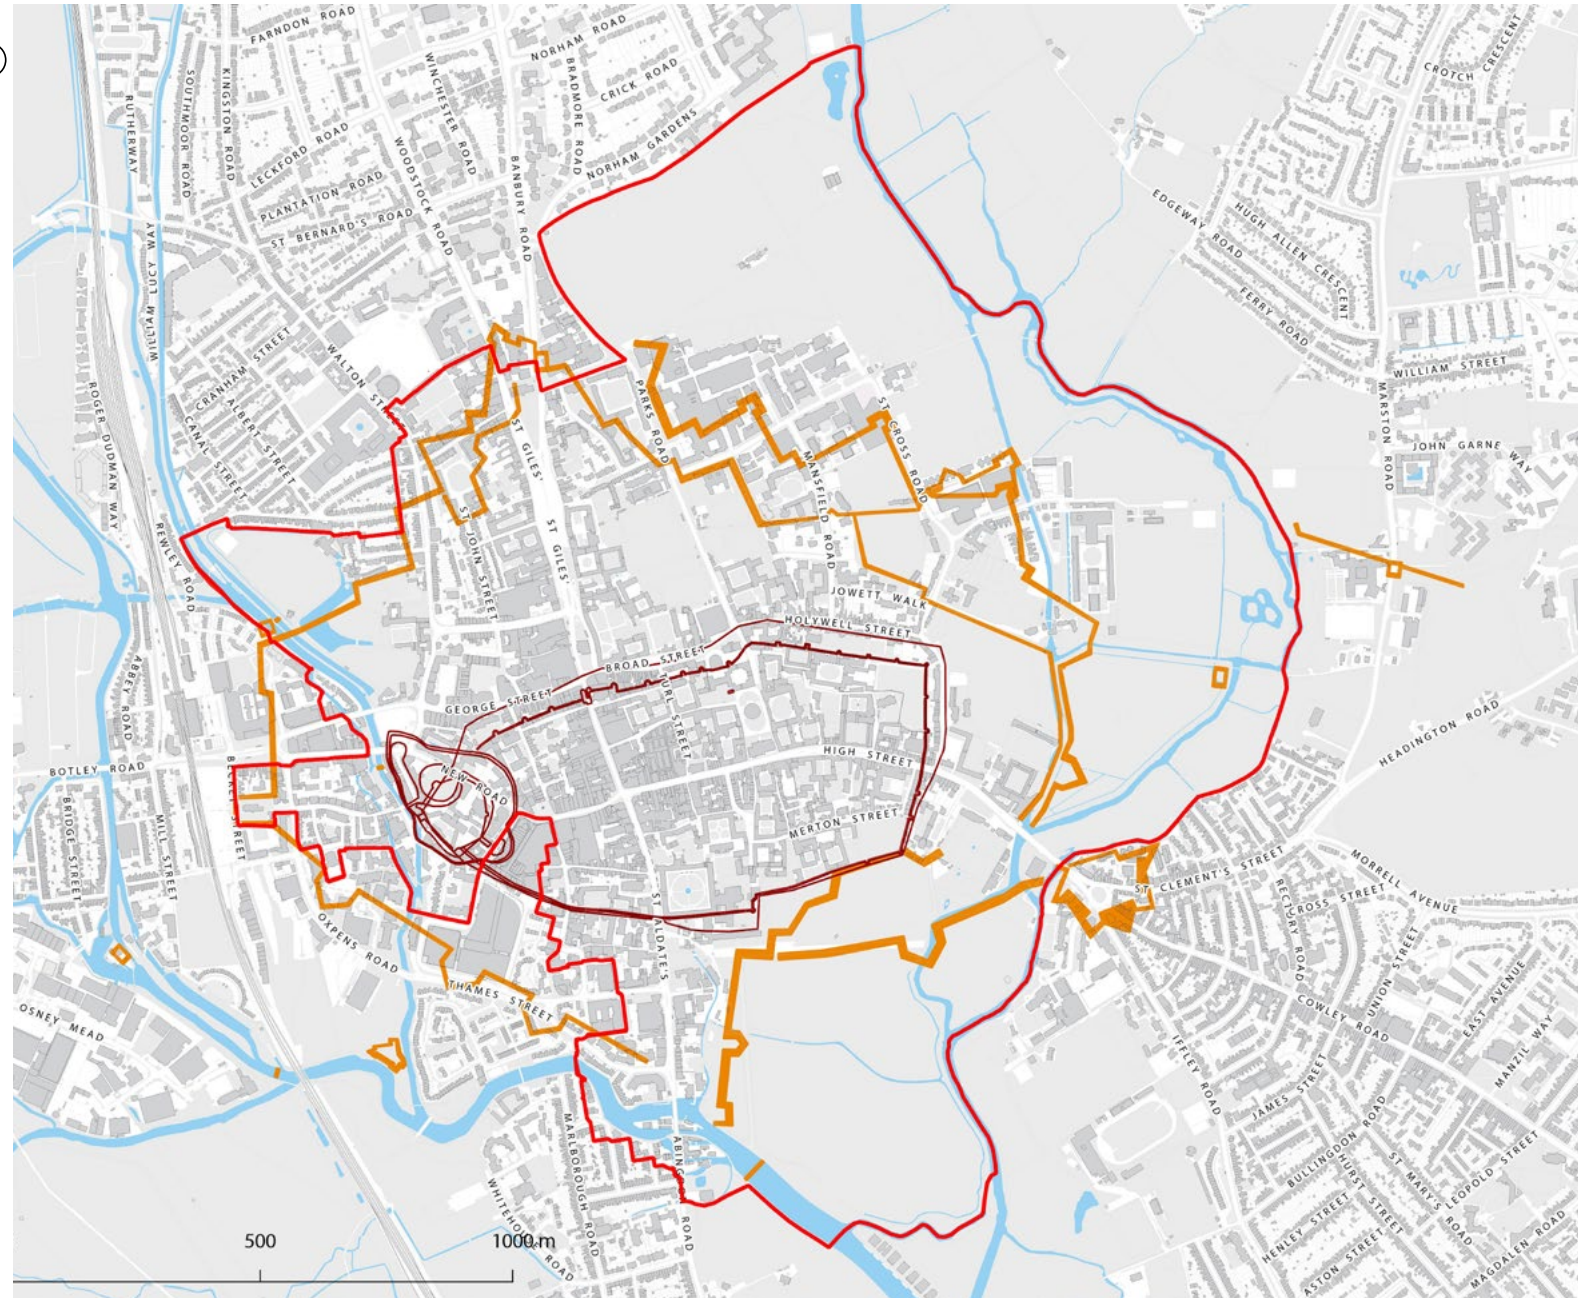 FARNDON ROAD
NORHAM ROAD
CROTCH CRESCENT
WINCHESTER ROAD
BRADMORE ROAD
CRICK ROAD
RUTHERWAY
SOUTHMOOR ROAD
KINGSTON ROAD
LECKFORD ROAD
WOODSTOCK ROAD
NORHAM GARDENS
PLANTATION ROAD
BANBURY ROAD
ST BERNARD'S ROAD
EDGEWAY ROAD
HUGH ALLEN CRESCENT
WILLIAM LUCY WAY
FERRY ROAD
CRANHAM STREET
WALTON STREET
WILLIAM STREET
ALBERT STREET
CANAL STREET
ROGER DUDMAN WAY
PARKS ROAD
ST CROSS ROAD
MARSTON ROAD
ST GILES'
JOHN GARNE WAY
MANSFIELD ROAD
REWLEY ROAD
ST JOHN STREET
ST GILES'
JOWETT WALK
HOLYWELL STREET
BROAD STREET
ABBEY ROAD
GEORGE STREET
TURL STREET
HEADINGTON ROAD
HIGH STREET
BOTLEY ROAD
NEW ROAD
BRIDGE STREET
MILL STREET
MERTON STREET
ST CLEMENT'S STREET
MORRELL AVENUE
RECTORY ROAD
CROSS STREET
ST ALDATE'S
OXPENS ROAD
UNION STREET
EAST AVENUE
THAMES STREET
COWLEY ROAD
OSNEY MEAD
MANZIL WAY
IFFLEY ROAD
JAMES STREET
MARLBOROUGH ROAD
ABINGDON ROAD
BULLINGDON ROAD
HURST STREET
ST MARY'S ROAD
LEOPOLD STREET
WHITEHOUSE ROAD
HENLEY STREET
ASTON STREET
MAGDALEN ROAD
500
1000 m